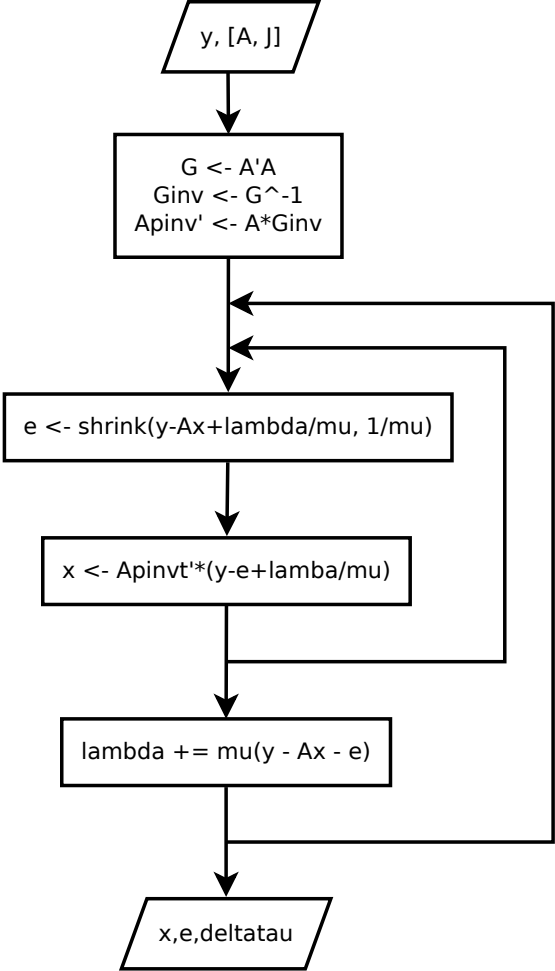 y, [A, J]
G <- A'A
Ginv <- G^-1
Apinv' <- A*Ginv
e <- shrink(y-Ax+lambda/mu, 1/mu)
x <- Apinvt'*(y-e+lamba/mu)
lambda += mu(y - Ax - e)
x,e,deltatau